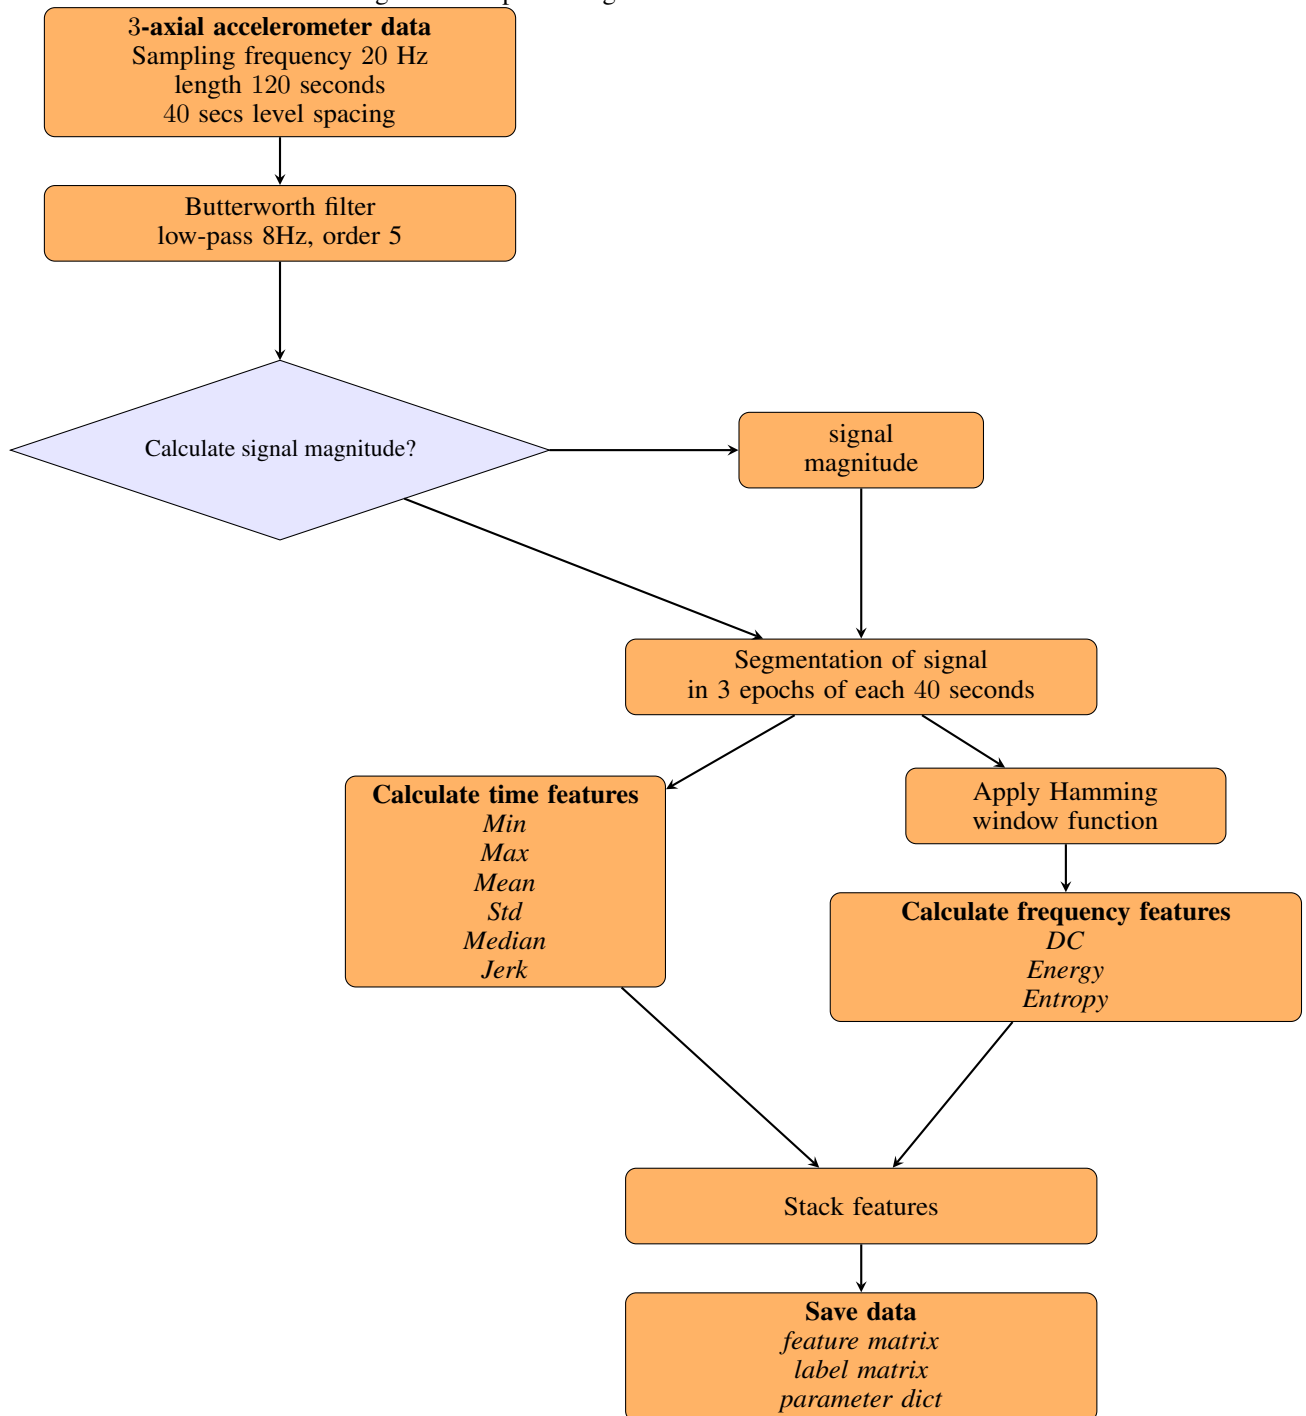 3-axial accelerometer data
Sampling frequency 20 Hz
length 120 seconds
40 secs level spacing
Butterworth filter
low-pass 8Hz, order 5
Calculate signal magnitude?
signal
magnitude
Segmentation of signal
in 3 epochs of each 40 seconds
Calculate time features
Min
Max
Mean
Std
Median
Jerk
Apply Hamming
window function
Calculate frequency features
DC
Energy
Entropy
Stack features
Save data
feature matrix
label matrix
parameter dict